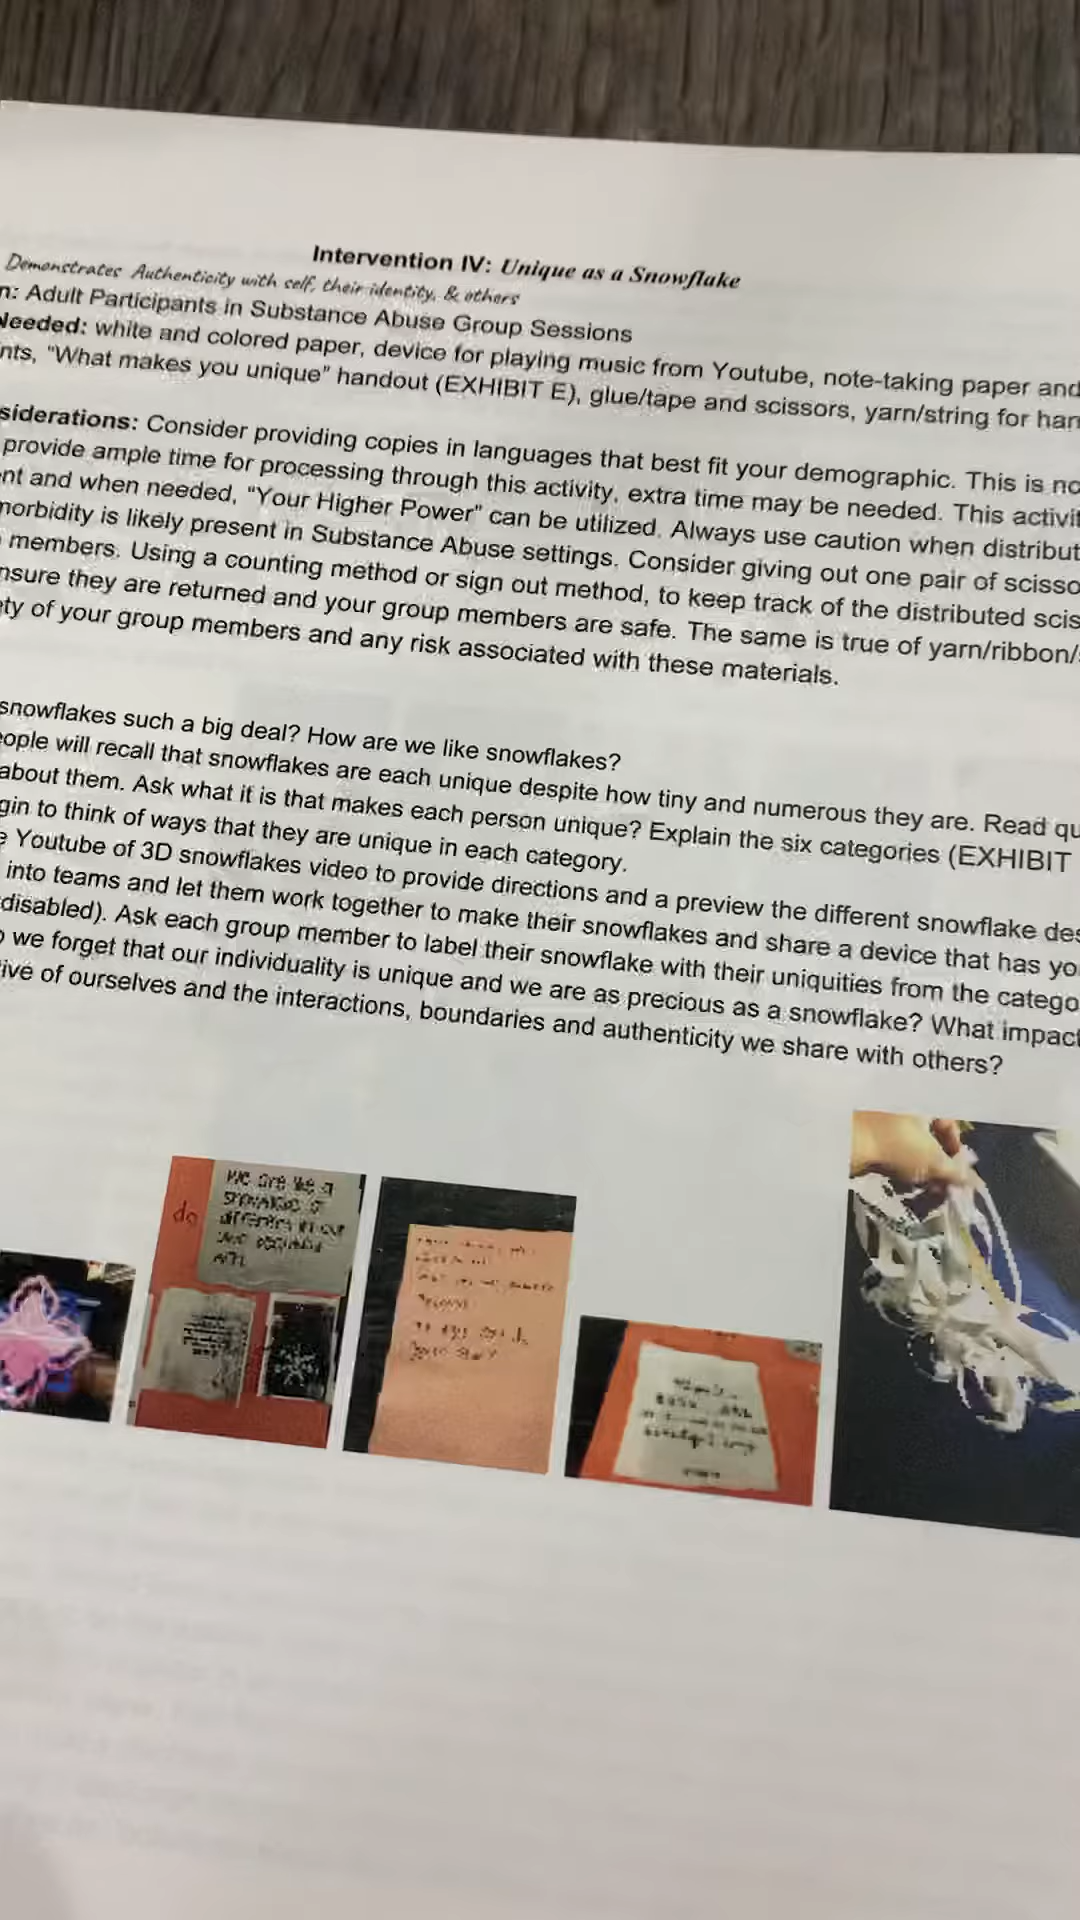 Intervention IV: Unique as a Snowflake
Demonstrates Authenticity with self, their identity, & others
n: Adult Participants in Substance Abuse Group Sessions
Needed: white and colored paper, device for playing music from Youtube, note-taking paper and
nts, "What makes you unique" handout (EXHIBIT E), glue/tape and scissors, yarn/string for han
siderations: Consider providing copies in languages that best fit your demographic. This is no
provide ample time for processing through this activity, extra time may be needed. This activit
nt and when needed, "Your Higher Power" can be utilized. Always use caution when distribut
morbidity is likely present in Substance Abuse settings. Consider giving out one pair of scisso
members. Using a counting method or sign out method, to keep track of the distributed scis
nsure they are returned and your group members are safe. The same is true of yarn/ribbon/
ety of your group members and any risk associated with these materials.
snowflakes such a big deal? How are we like snowflakes?
eople will recall that snowflakes are each unique despite how tiny and numerous they are. Read qu
about them. Ask what it is that makes each person unique? Explain the six categories (EXHIBIT
gin to think of ways that they are unique in each category.
e Youtube of 3D snowflakes video to provide directions and a preview the different snowflake des
into teams and let them work together to make their snowflakes and share a device that has yo
disabled). Ask each group member to label their snowflake with their uniquities from the catego
o we forget that our individuality is unique and we are as precious as a snowflake? What impact
ive of ourselves and the interactions, boundaries and authenticity we share with others?
do
We are like a